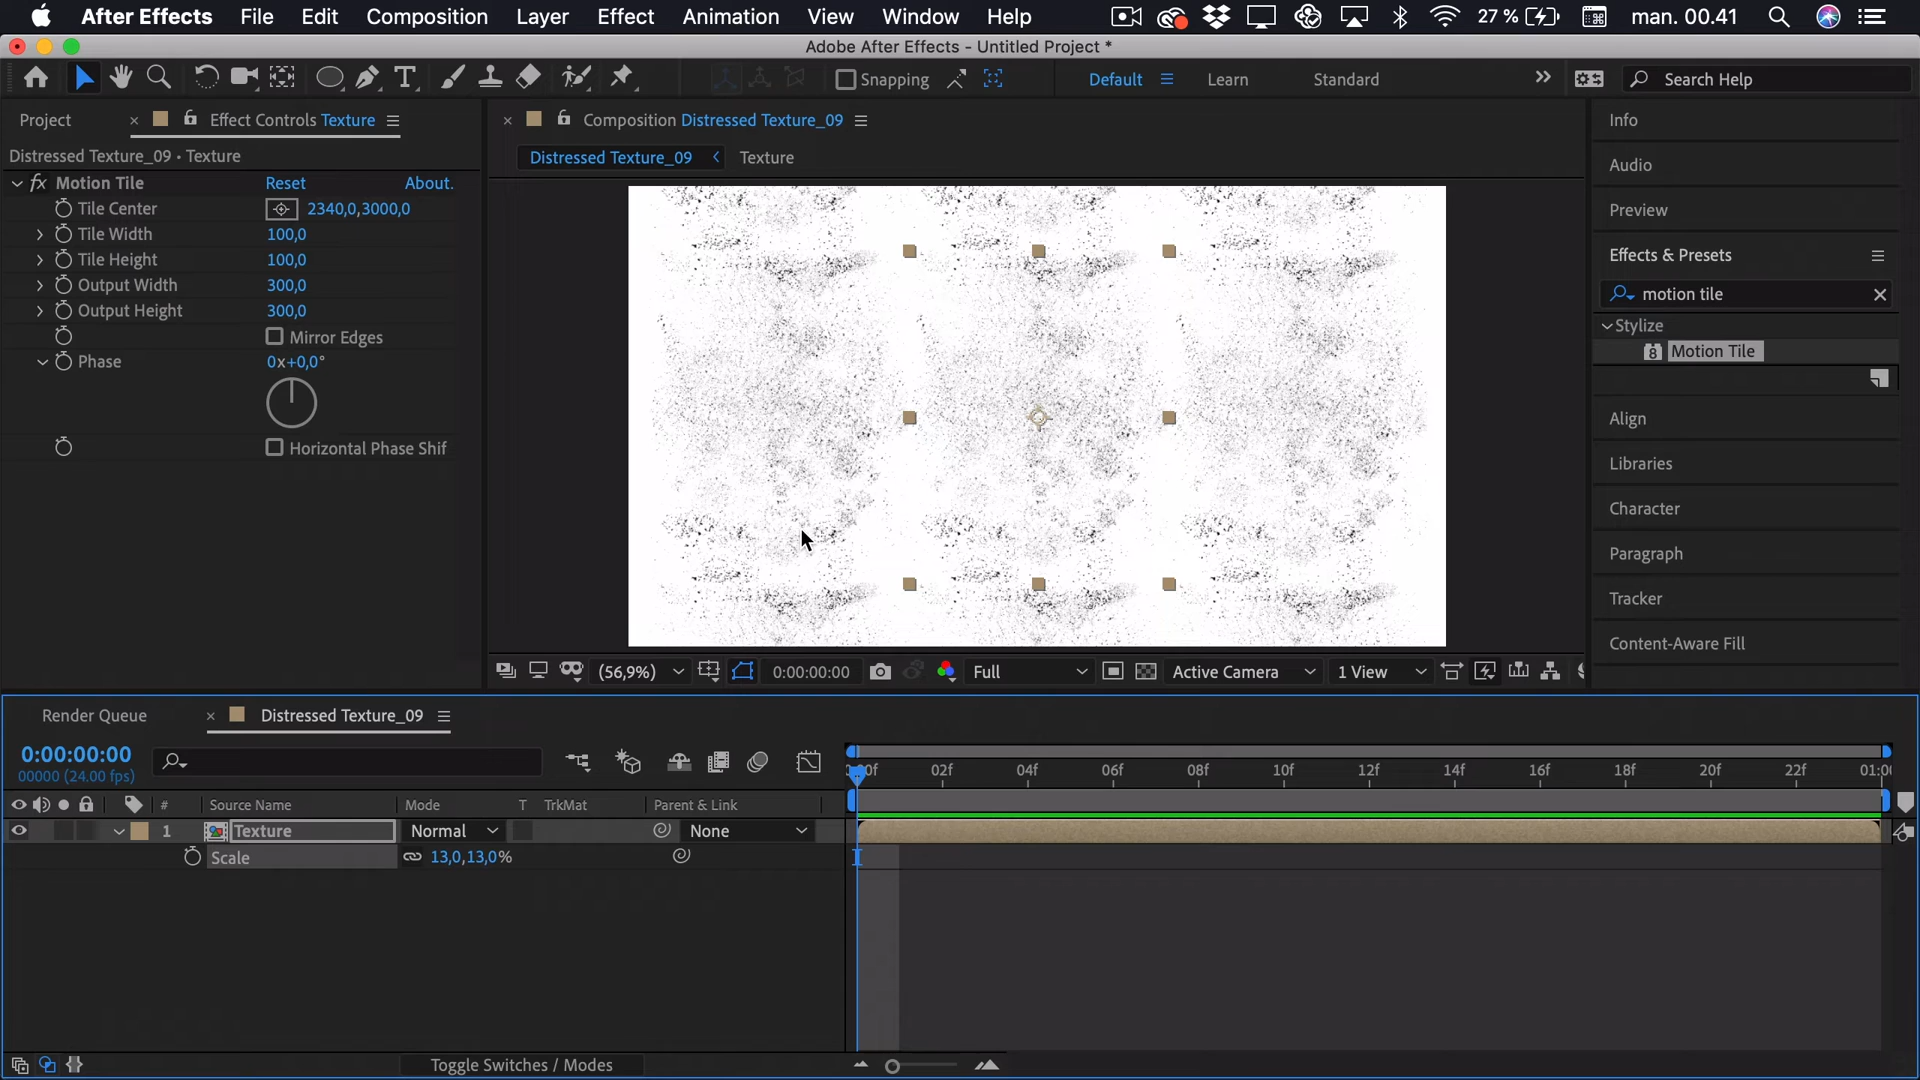 After Effects File Edit Composition Layer Effect Animation View Window Help 27 % man. 00.41
Adobe After Effects - Untitled Project *
Snapping Default Learn Standard Search Help
Project Effect Controls Texture
Distressed Texture_09 • Texture
fx Motion Tile Reset About.
Tile Center 2340,0,3000,0
Tile Width 100,0
Tile Height 100,0
Output Width 300,0
Output Height 300,0
Mirror Edges
Phase 0x+0,0°
Horizontal Phase Shif
Composition Distressed Texture_09
Distressed Texture_09 Texture
(56,9%) 0:00:00:00 Full Active Camera 1 View
Info
Audio
Preview
Effects & Presets
motion tile
Stylize
Motion Tile
Align
Libraries
Character
Paragraph
Tracker
Content-Aware Fill
Render Queue Distressed Texture_09
0:00:00:00
00000 (24.00 fps)
# Source Name Mode T TrkMat Parent & Link
1 Texture Normal None
Scale 13,0,13,0%
02f 04f 06f 08f 10f 12f 14f 16f 18f 20f 22f
Toggle Switches / Modes